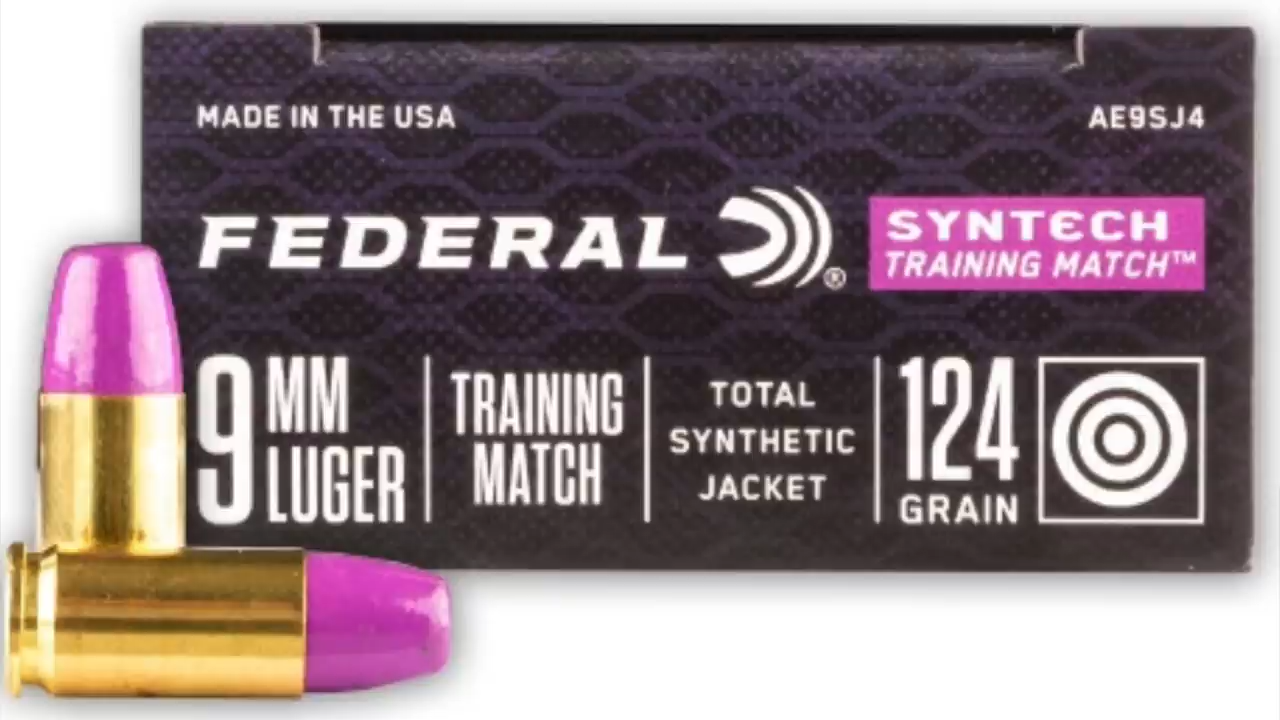 MADE IN THE USA
AE9SJ4
FEDERAL®
SYNTECH
TRAINING MATCH™
9 MM
LUGER
TRAINING
MATCH
TOTAL
SYNTHETIC
JACKET
124
GRAIN